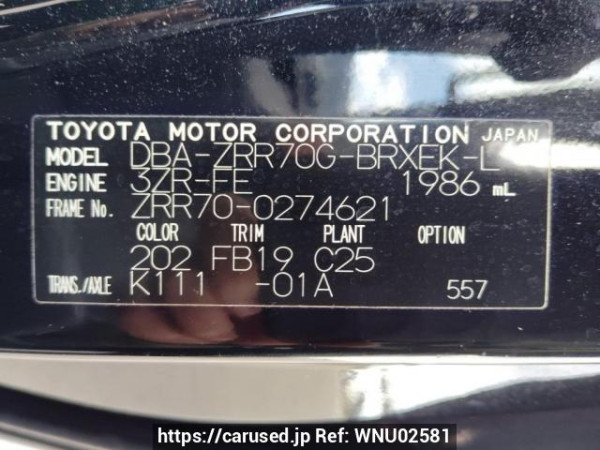 TOYOTA MOTOR CORPORATION JAPAN
MODEL DBA-ZRR70G-BRXEK-L
ENGINE 3ZR-FE 1986 mL
FRAME No. ZRR70-0274621
COLOR TRIM PLANT OPTION
202 FB19 C25
TRANS./AXLE K111 -01A 557
https://carused.jp Ref: WNU02581